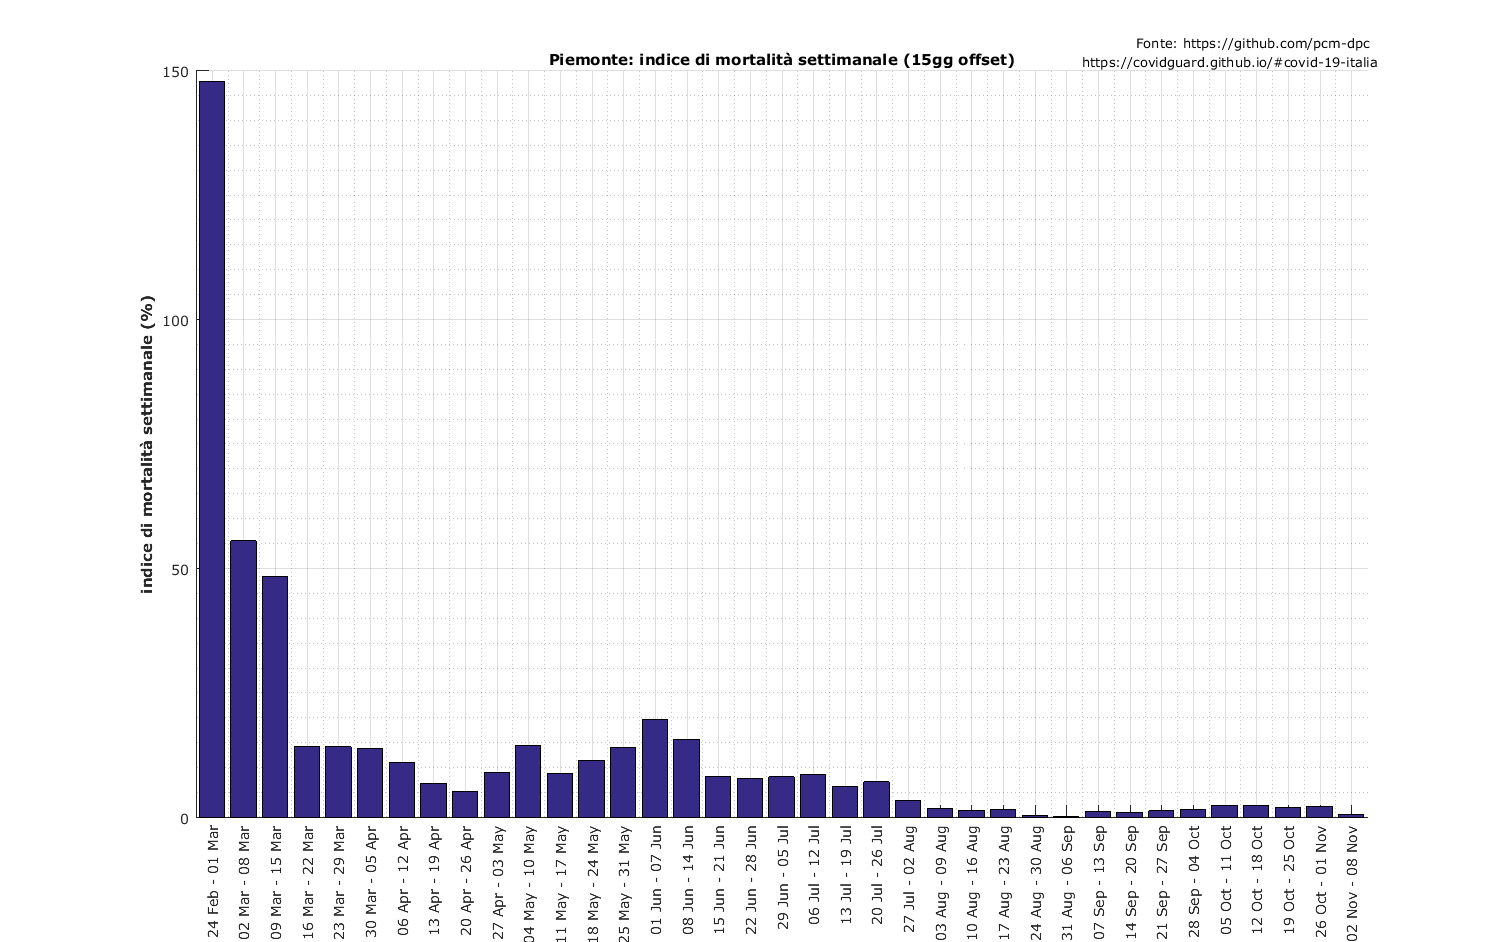 Fonte: https://github.com/pcm-dpc
https://covidguard.github.io/#covid-19-italia
Piemonte: indice di mortalità settimanale (15gg offset)
indice di mortalità settimanale (%)
150
100
50
0
24 Feb - 01 Mar
02 Mar - 08 Mar
09 Mar - 15 Mar
16 Mar - 22 Mar
23 Mar - 29 Mar
30 Mar - 05 Apr
06 Apr - 12 Apr
13 Apr - 19 Apr
20 Apr - 26 Apr
27 Apr - 03 May
04 May - 10 May
11 May - 17 May
18 May - 24 May
25 May - 31 May
01 Jun - 07 Jun
08 Jun - 14 Jun
15 Jun - 21 Jun
22 Jun - 28 Jun
29 Jun - 05 Jul
06 Jul - 12 Jul
13 Jul - 19 Jul
20 Jul - 26 Jul
27 Jul - 02 Aug
03 Aug - 09 Aug
10 Aug - 16 Aug
17 Aug - 23 Aug
24 Aug - 30 Aug
31 Aug - 06 Sep
07 Sep - 13 Sep
14 Sep - 20 Sep
21 Sep - 27 Sep
28 Sep - 04 Oct
05 Oct - 11 Oct
12 Oct - 18 Oct
19 Oct - 25 Oct
26 Oct - 01 Nov
02 Nov - 08 Nov